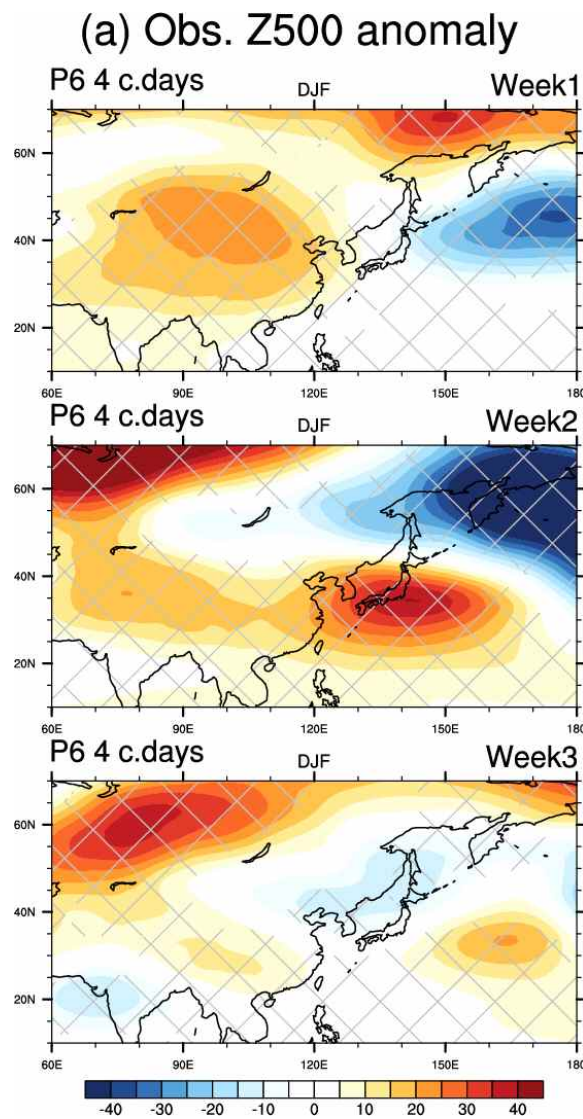 (a) Obs. Z500 anomaly
P6 4 c.days DJF Week1
60N
40N
20N
60E 90E 120E 150E 180
P6 4 c.days DJF Week2
60N
40N
20N
60E 90E 120E 150E 180
P6 4 c.days DJF Week3
60N
40N
20N
60E 90E 120E 150E 180
-40 -30 -20 -10 0 10 20 30 40